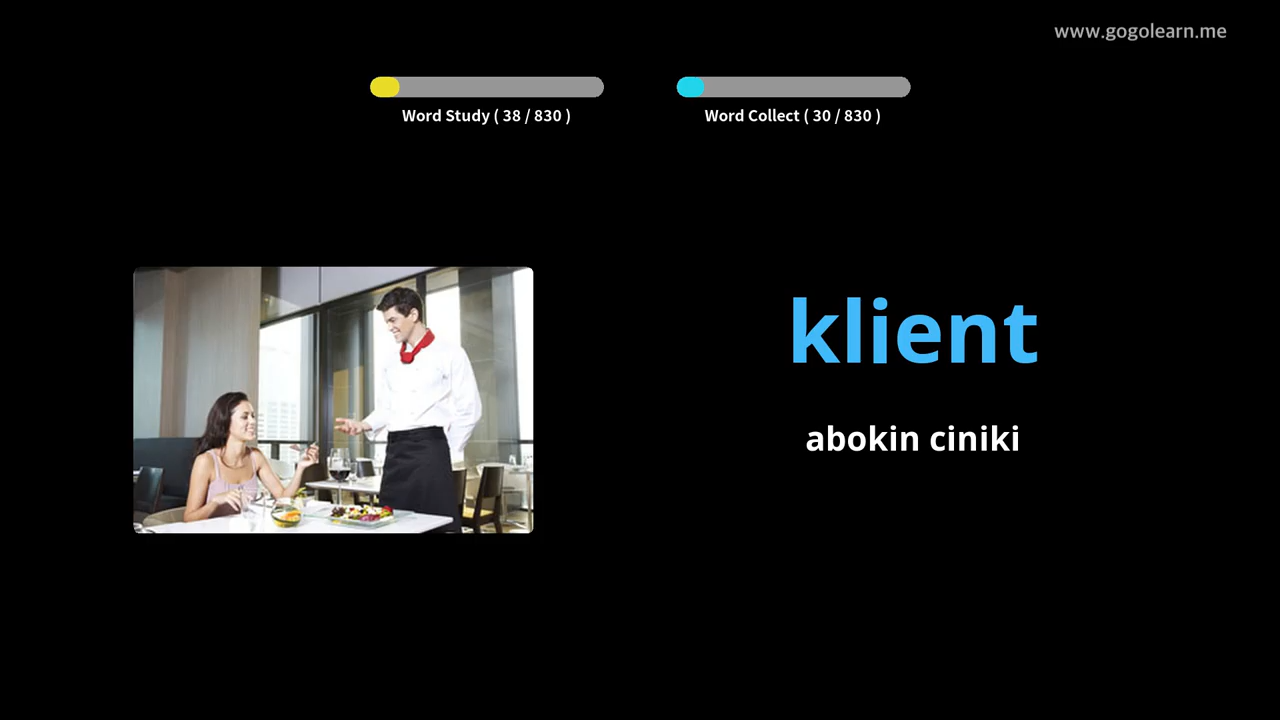 www.gogolearn.me
Word Study ( 38 / 830 )
Word Collect ( 30 / 830 )
klient
abokin ciniki